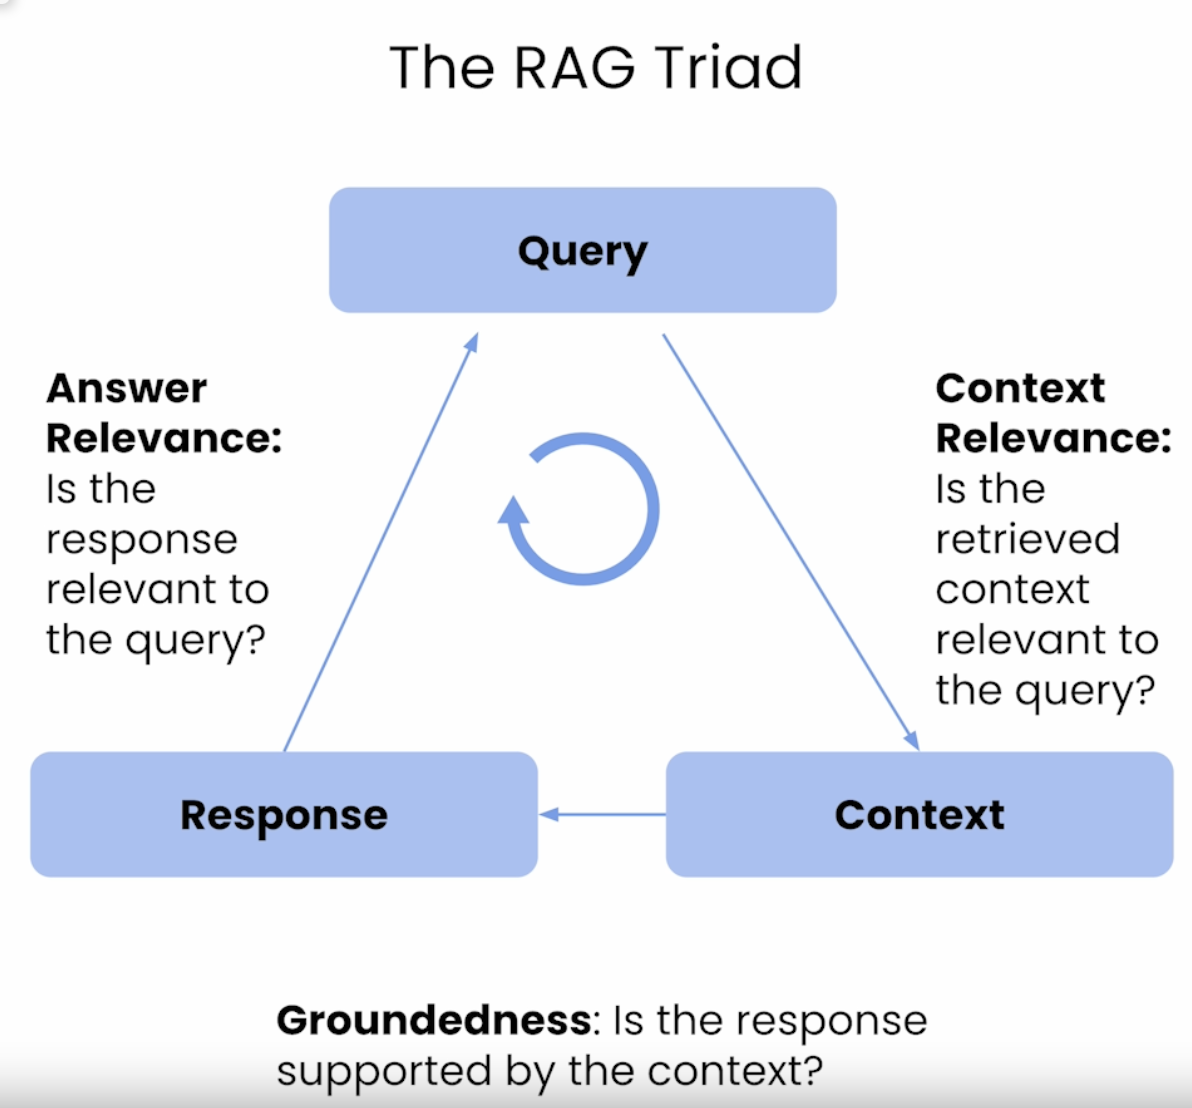 The RAG Triad
Query
Answer
Relevance:
Is the
response
relevant to
the query?
Context
Relevance:
Is the
retrieved
context
relevant to
the query?
Response
Context
Groundedness: Is the response
supported by the context?